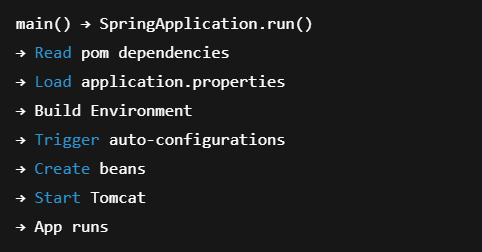 main() → SpringApplication.run()
→ Read pom dependencies
→ Load application.properties
→ Build Environment
→ Trigger auto-configurations
→ Create beans
→ Start Tomcat
→ App runs